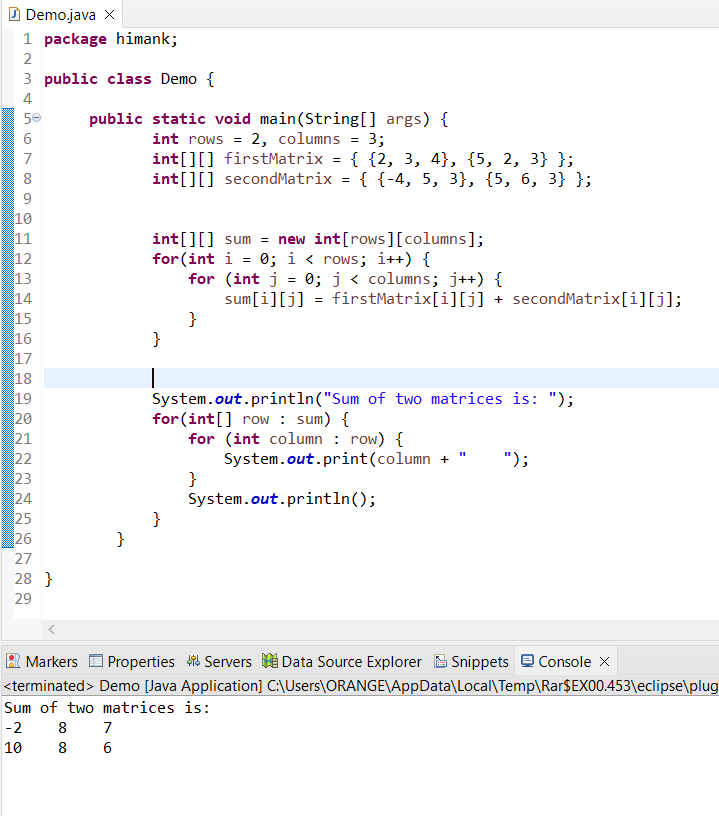 Demo.java
1 package himank;
2
3 public class Demo {
4
5 public static void main(String[] args) {
6 int rows = 2, columns = 3;
7 int[][] firstMatrix = { {2, 3, 4}, {5, 2, 3} };
8 int[][] secondMatrix = { {-4, 5, 3}, {5, 6, 3} };
9
10
11 int[][] sum = new int[rows][columns];
12 for(int i = 0; i < rows; i++) {
13 for (int j = 0; j < columns; j++) {
14 sum[i][j] = firstMatrix[i][j] + secondMatrix[i][j];
15 }
16 }
17
18
19 System.out.println("Sum of two matrices is: ");
20 for(int[] row : sum) {
21 for (int column : row) {
22 System.out.print(column + "    ");
23 }
24 System.out.println();
25 }
26 }
27
28 }
29
Markers Properties Servers Data Source Explorer Snippets Console
<terminated> Demo [Java Application] C:\Users\ORANGE\AppData\Local\Temp\Rar$EX00.453\eclipse\plug
Sum of two matrices is:
-2    8    7
10    8    6